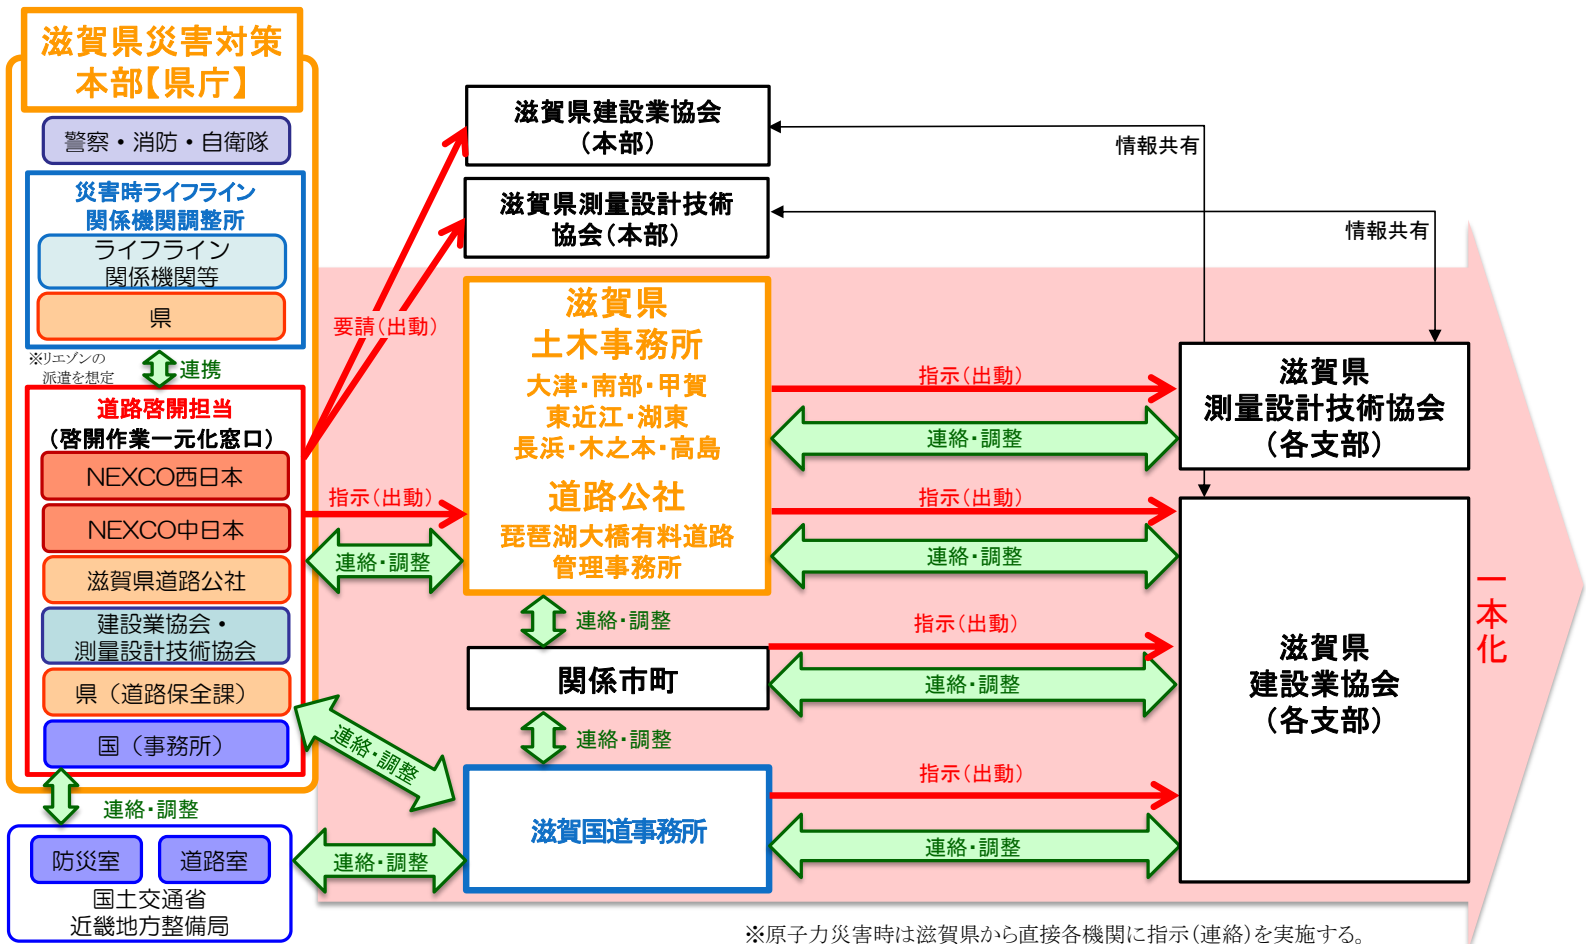 滋賀県災害対策
本部【県庁】
警察・消防・自衛隊
災害時ライフライン
関係機関調整所
ライフライン
関係機関等
県
※リエゾンの
派遣を想定
連携
道路啓開担当
（啓開作業一元化窓口）
NEXCO西日本
NEXCO中日本
滋賀県道路公社
建設業協会・
測量設計技術協会
県（道路保全課）
国（事務所）
連絡・調整
防災室
道路室
国土交通省
近畿地方整備局
要請（出動）
指示（出動）
連絡・調整
連絡・調整
連絡・調整
滋賀県建設業協会
（本部）
滋賀県測量設計技術
協会（本部）
滋賀県
土木事務所
大津・南部・甲賀
東近江・湖東
長浜・木之本・高島
道路公社
琵琶湖大橋有料道路
管理事務所
連絡・調整
関係市町
連絡・調整
滋賀国道事務所
情報共有
情報共有
指示（出動）
連絡・調整
指示（出動）
連絡・調整
指示（出動）
連絡・調整
指示（出動）
連絡・調整
滋賀県
測量設計技術協会
（各支部）
滋賀県
建設業協会
（各支部）
一本化
※原子力災害時は滋賀県から直接各機関に指示（連絡）を実施する。